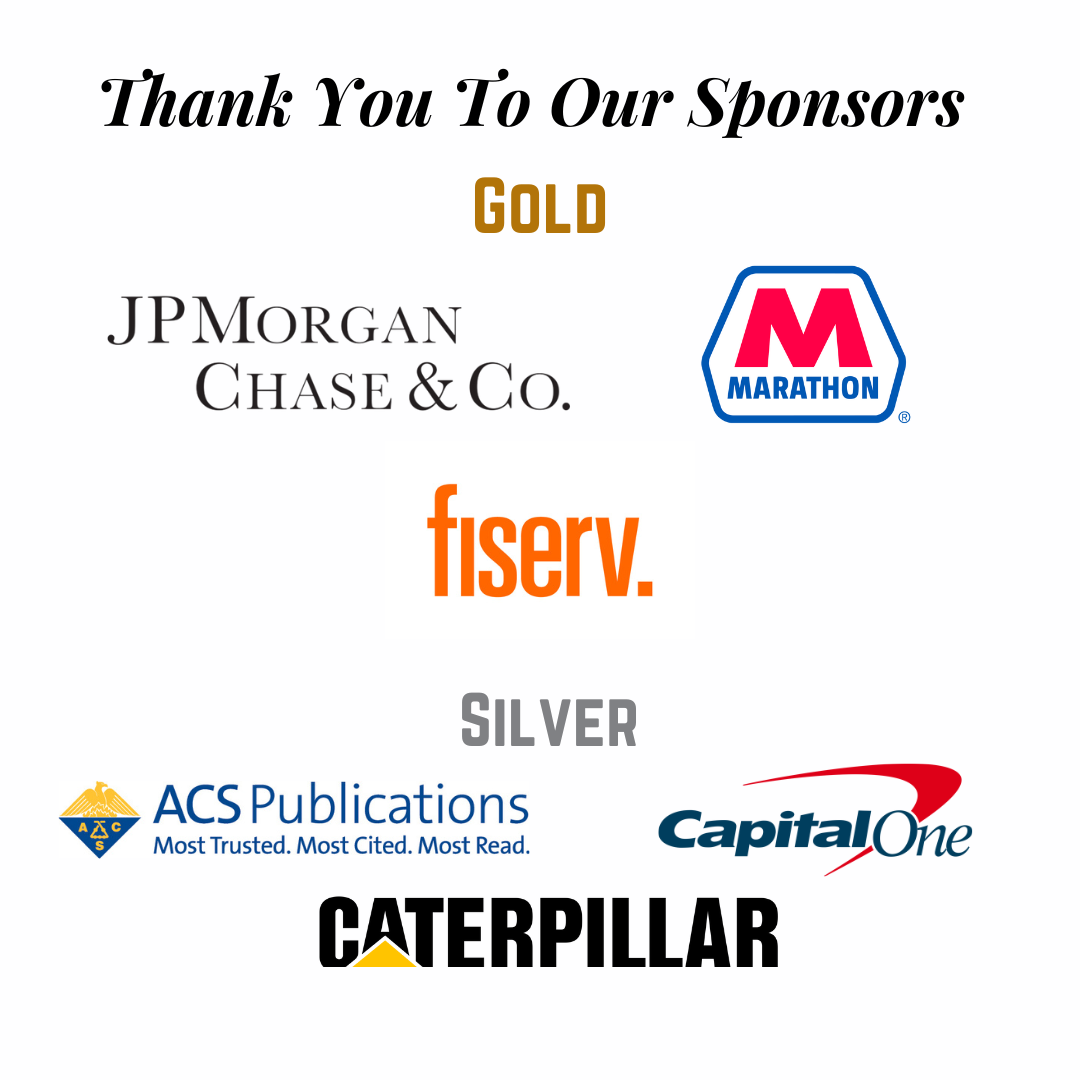 Thank You To Our Sponsors
GOLD
JPMORGAN
CHASE & CO.
M
MARATHON
®
fiserv.
SILVER
ACS Publications
Most Trusted. Most Cited. Most Read.
A C
S
Capital One
CATERPILLAR